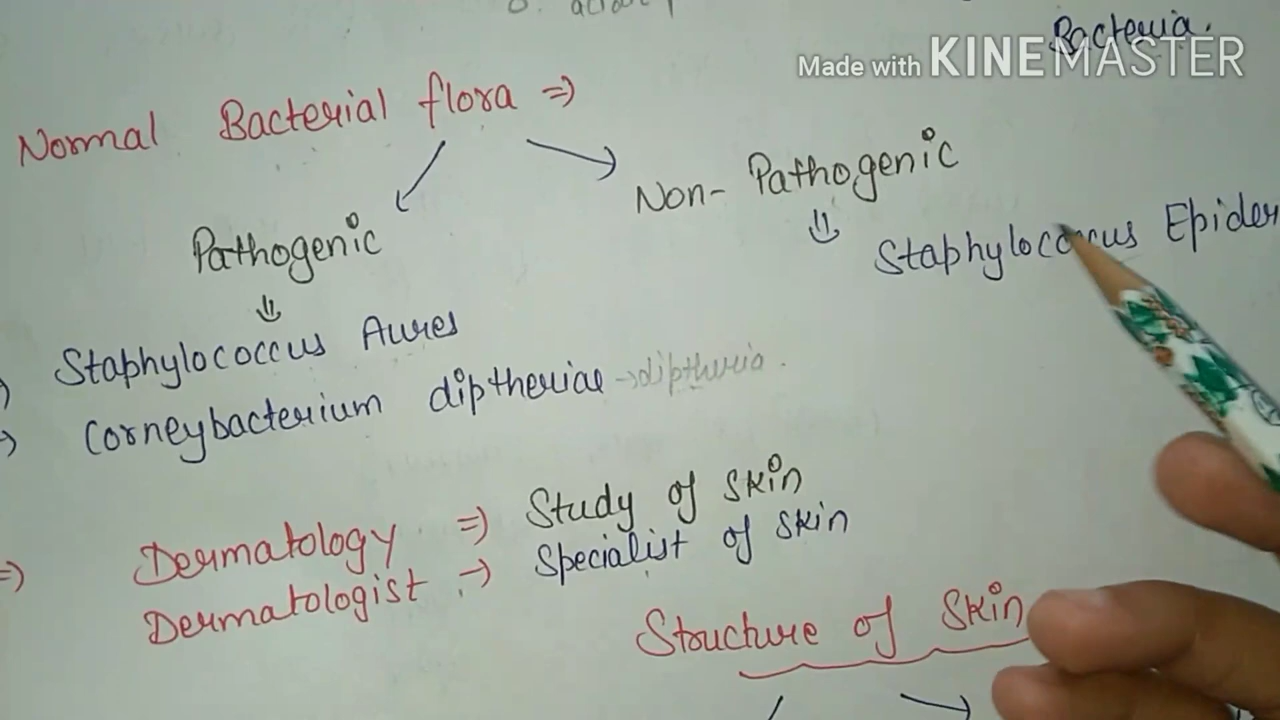 Bacteria.
Made with KINEMASTER
Normal Bacterial flora ⇒
Pathogenic
Non- Pathogenic
Staphylococcus Epider
Staphylococcus Aures
Corneybacterium diptheriae → diptheria.
Dermatology ⇒ Study of skin
Dermatologist → Specialist of skin
Structure of Skin